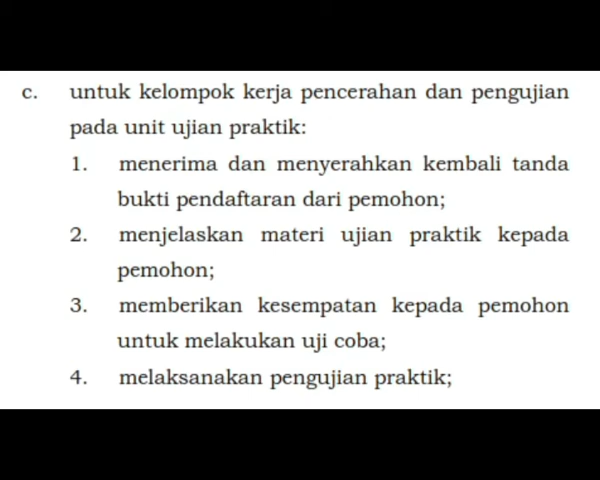 c. untuk kelompok kerja pencerahan dan pengujian
pada unit ujian praktik:
1. menerima dan menyerahkan kembali tanda
bukti pendaftaran dari pemohon;
2. menjelaskan materi ujian praktik kepada
pemohon;
3. memberikan kesempatan kepada pemohon
untuk melakukan uji coba;
4. melaksanakan pengujian praktik;